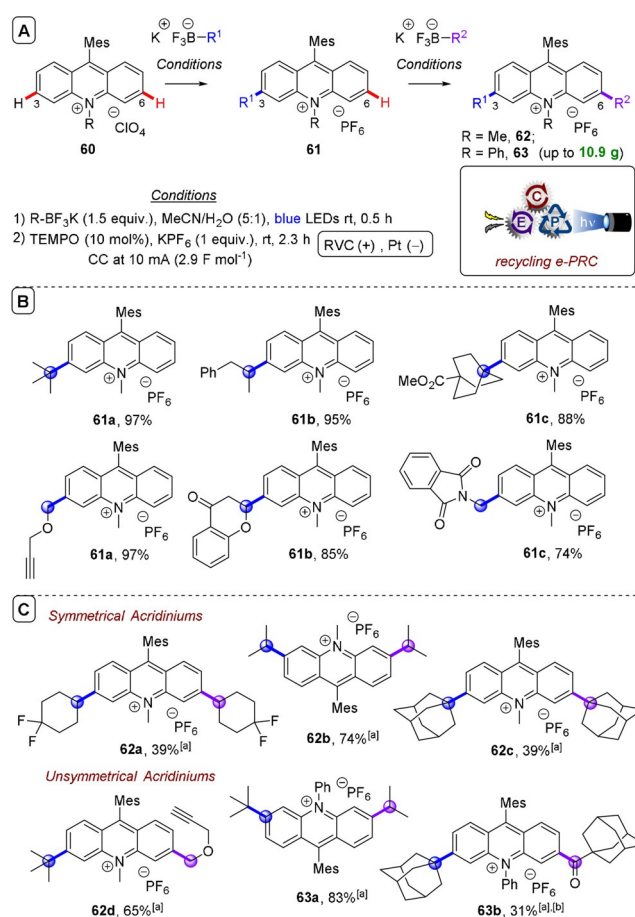 A
Mes
H
3
6
H
N
+
R
−
ClO4
60
K+ F3B− R1
Conditions
Mes
R1
3
6
H
N
+
R
−
PF6
61
K+ F3B− R2
Conditions
Mes
R1
3
6
R2
N
+
R
−
PF6
R = Me, 62;
R = Ph, 63 (up to 10.9 g)
Conditions
1) R-BF3K (1.5 equiv.), MeCN/H2O (5:1), blue LEDs rt, 0.5 h
2) TEMPO (10 mol%), KPF6 (1 equiv.), rt, 2.3 h
CC at 10 mA (2.9 F mol-1)
RVC (+) , Pt (−)
C
E
P
hν
recycling e-PRC
B
Mes
N
+
−
PF6
61a, 97%
Mes
Ph
N
+
−
PF6
61b, 95%
Mes
MeO2C
N
+
−
PF6
61c, 88%
Mes
O
N
+
−
PF6
61a, 97%
Mes
O
O
N
+
−
PF6
61b, 85%
Mes
O
N
O
N
+
−
PF6
61c, 74%
C
Symmetrical Acridiniums
Mes
F
F
N
+
−
PF6
F
F
62a, 39%[a]
−
PF6
N
+
Mes
62b, 74%[a]
Mes
N
+
−
PF6
62c, 39%[a]
Unsymmetrical Acridiniums
Mes
O
N
+
−
PF6
62d, 65%[a]
Ph
−
PF6
N
+
Mes
63a, 83%[a]
Mes
N
+
Ph
−
PF6
O
63b, 31%[a],[b]